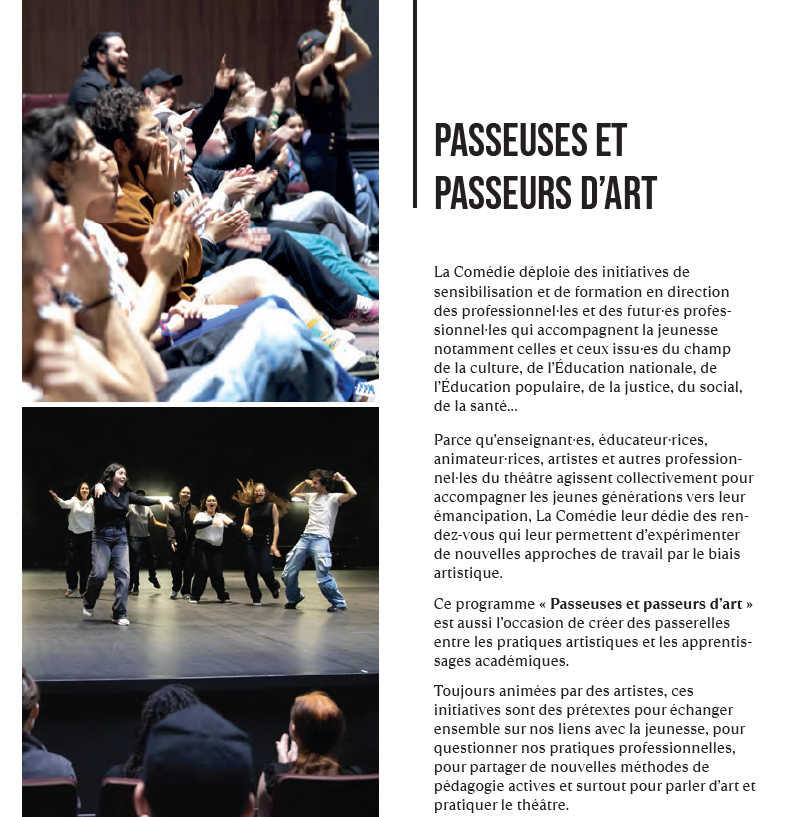 PASSEUSES ET
PASSEURS D’ART
La Comédie déploie des initiatives de
sensibilisation et de formation en direction
des professionnel·les et des futur·es profes-
sionnel·les qui accompagnent la jeunesse
notamment celles et ceux issu·es du champ
de la culture, de l’Éducation nationale, de
l’Éducation populaire, de la justice, du social,
de la santé…
Parce qu’enseignant·es, éducateur·rices,
animateur·rices, artistes et autres profession-
nel·les du théâtre agissent collectivement pour
accompagner les jeunes générations vers leur
émancipation, La Comédie leur dédie des ren-
dez-vous qui leur permettent d’expérimenter
de nouvelles approches de travail par le biais
artistique.
Ce programme « Passeuses et passeurs d’art »
est aussi l’occasion de créer des passerelles
entre les pratiques artistiques et les apprentis-
sages académiques.
Toujours animées par des artistes, ces
initiatives sont des prétextes pour échanger
ensemble sur nos liens avec la jeunesse, pour
questionner nos pratiques professionnelles,
pour partager de nouvelles méthodes de
pédagogie actives et surtout pour parler d’art et
pratiquer le théâtre.